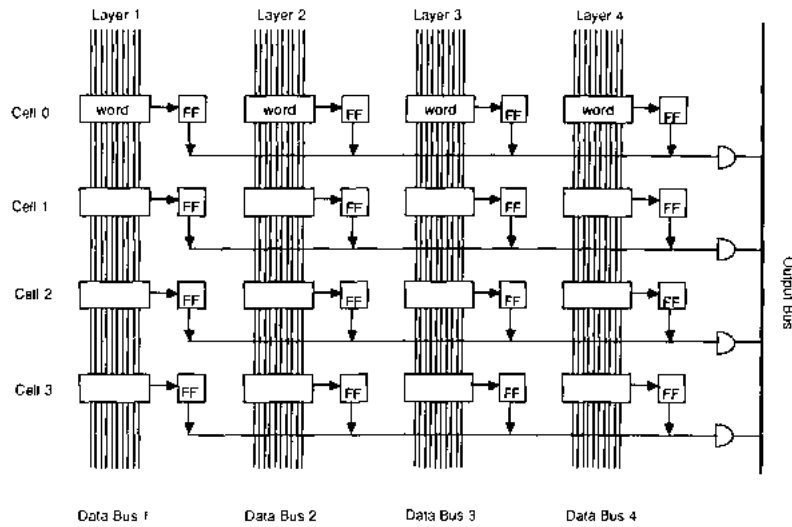 Layer 1 Layer 2 Layer 3 Layer 4
Cell 0 word FF word FF word FF word FF
Cell 1 FF FF FF FF
Cell 2 FF FF FF FF
Cell 3 FF FF FF FF
Output Bus
Data Bus 1 Data Bus 2 Data Bus 3 Data Bus 4